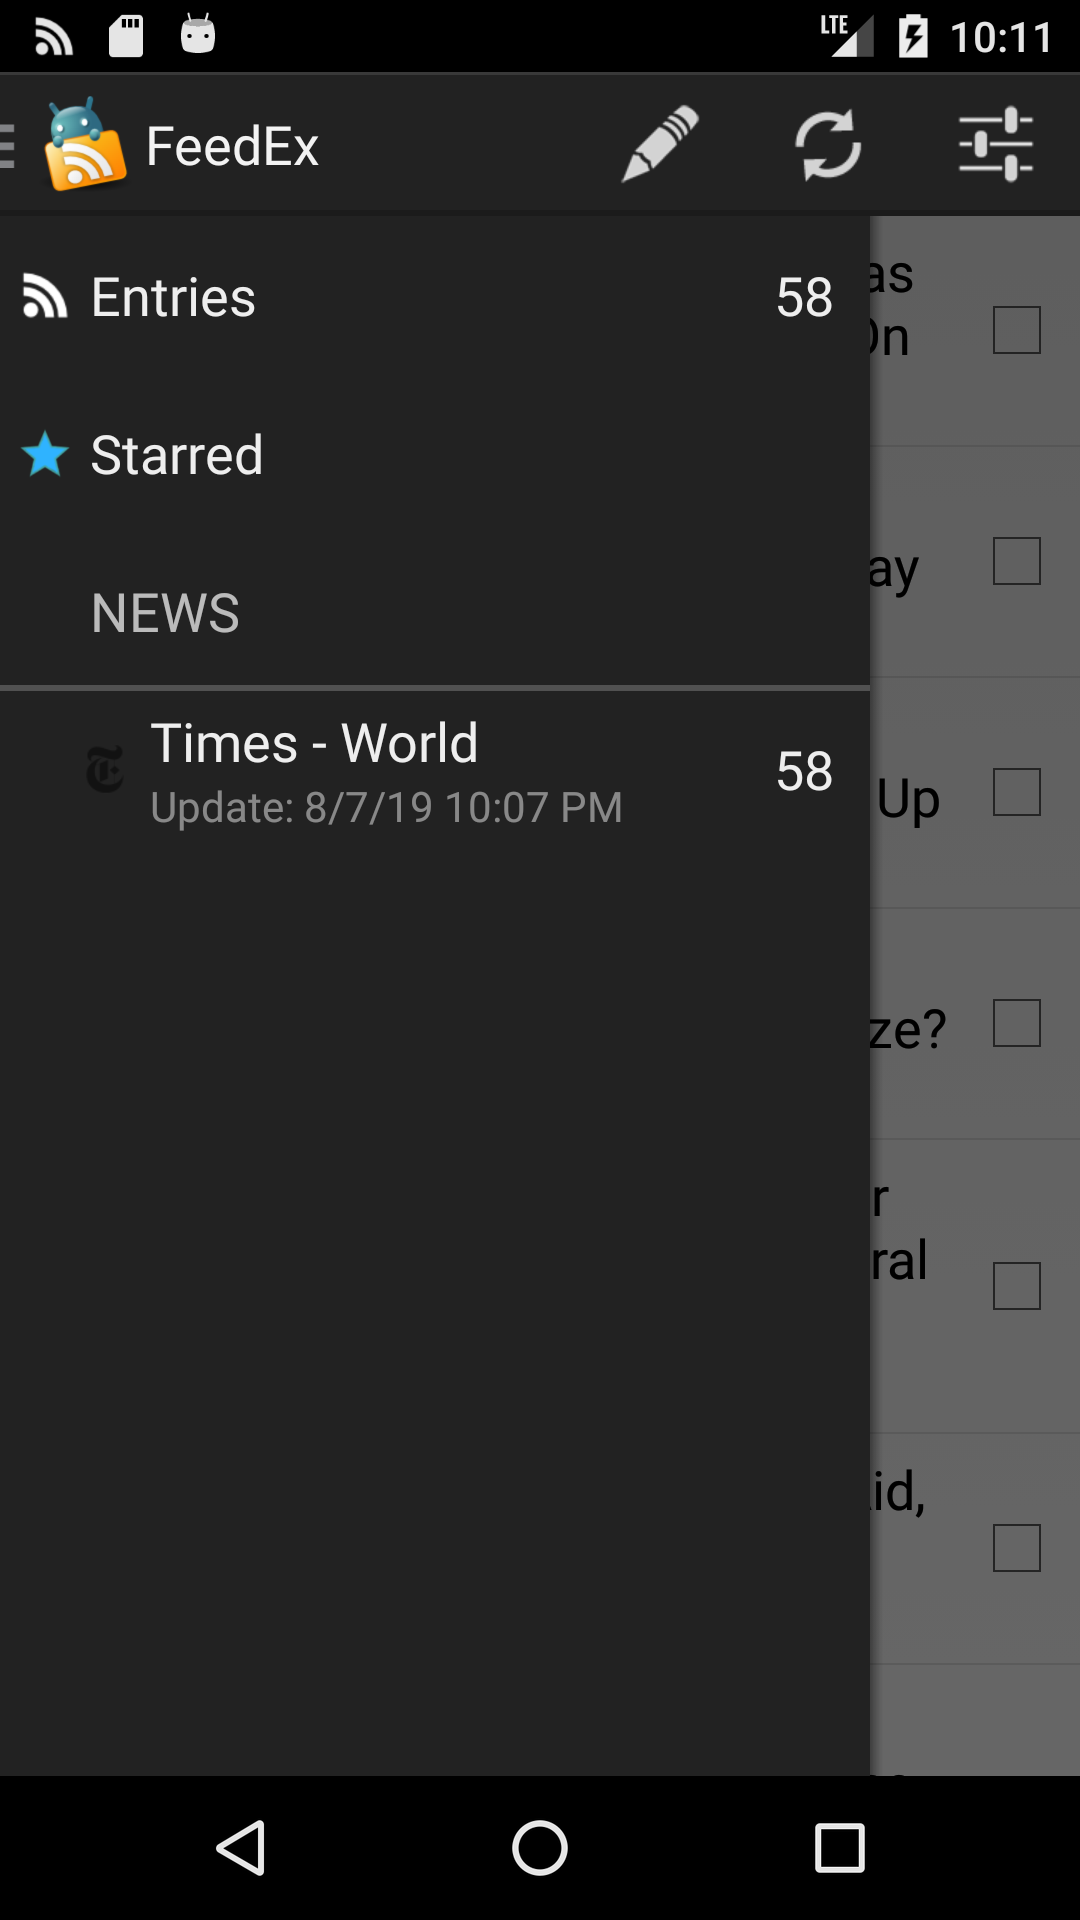 LTE 10:11
FeedEx
Entries 58
Starred
NEWS
Times - World
Update: 8/7/19 10:07 PM
58
as
On
ay
Up
ze?
r
ral
id,